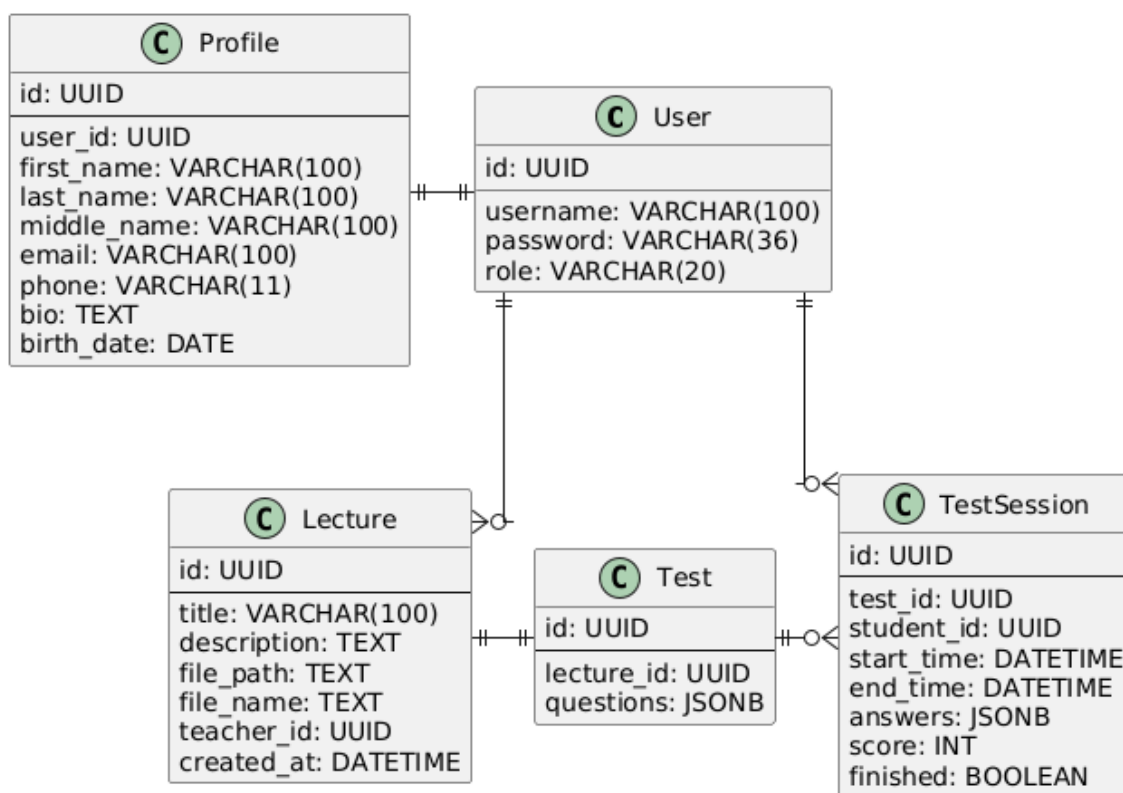 C Profile
id: UUID
user_id: UUID
first_name: VARCHAR(100)
last_name: VARCHAR(100)
middle_name: VARCHAR(100)
email: VARCHAR(100)
phone: VARCHAR(11)
bio: TEXT
birth_date: DATE
C User
id: UUID
username: VARCHAR(100)
password: VARCHAR(36)
role: VARCHAR(20)
C Lecture
id: UUID
title: VARCHAR(100)
description: TEXT
file_path: TEXT
file_name: TEXT
teacher_id: UUID
created_at: DATETIME
C Test
id: UUID
lecture_id: UUID
questions: JSONB
C TestSession
id: UUID
test_id: UUID
student_id: UUID
start_time: DATETIME
end_time: DATETIME
answers: JSONB
score: INT
finished: BOOLEAN